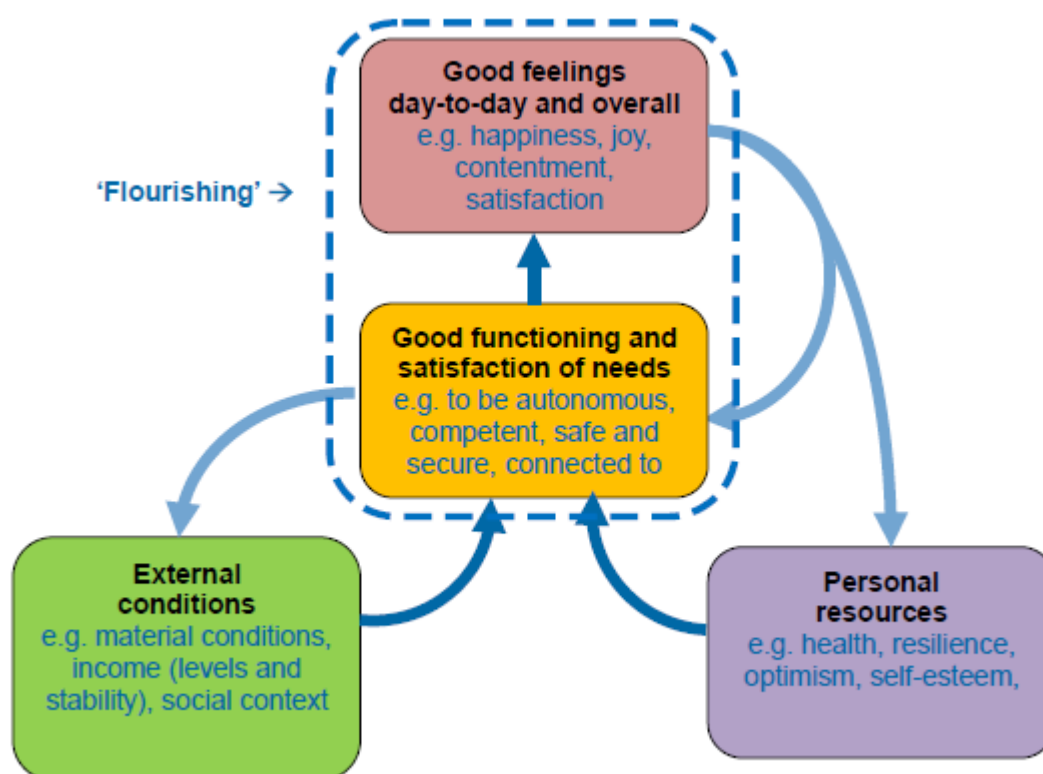 Good feelings
day-to-day and overall
e.g. happiness, joy,
contentment,
satisfaction
‘Flourishing’ →
Good functioning and
satisfaction of needs
e.g. to be autonomous,
competent, safe and
secure, connected to
External
conditions
e.g. material conditions,
income (levels and
stability), social context
Personal
resources
e.g. health, resilience,
optimism, self-esteem,